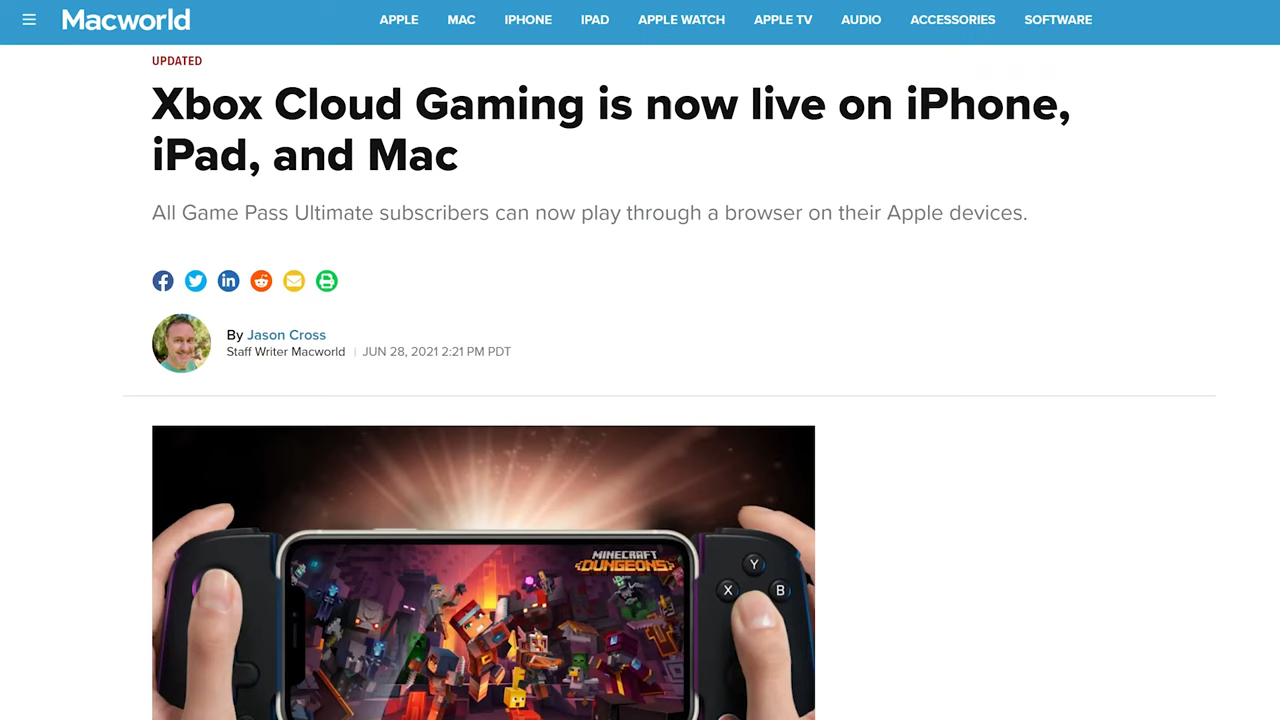 Macworld
APPLE MAC IPHONE IPAD APPLE WATCH APPLE TV AUDIO ACCESSORIES SOFTWARE
UPDATED
Xbox Cloud Gaming is now live on iPhone,
iPad, and Mac
All Game Pass Ultimate subscribers can now play through a browser on their Apple devices.
By Jason Cross
Staff Writer Macworld | JUN 28, 2021 2:21 PM PDT
MINECRAFT
DUNGEONS
Y
X B